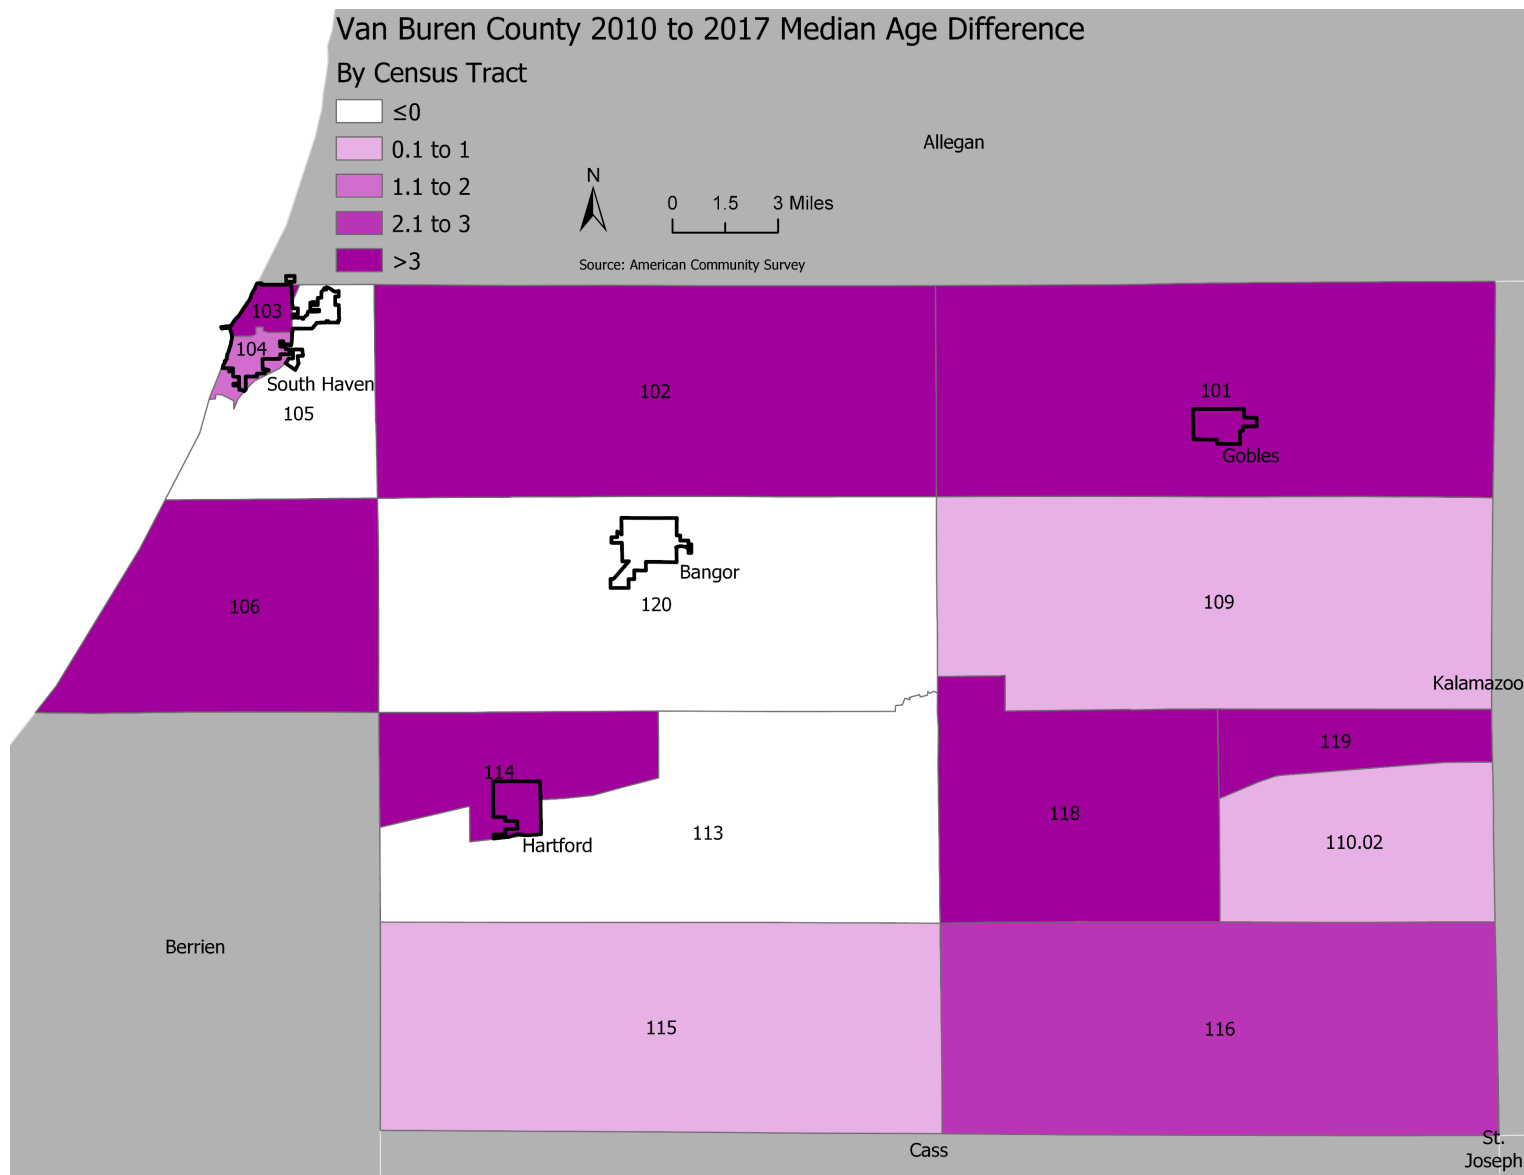 Van Buren County 2010 to 2017 Median Age Difference
By Census Tract
≤0
0.1 to 1
1.1 to 2
2.1 to 3
>3
N
0 1.5 3 Miles
Source: American Community Survey
Allegan
103
104
South Haven
105
102
101
Gobles
106
Bangor
120
109
Kalamazoo
114
Hartford
113
118
119
110.02
Berrien
115
116
Cass
St.
Joseph